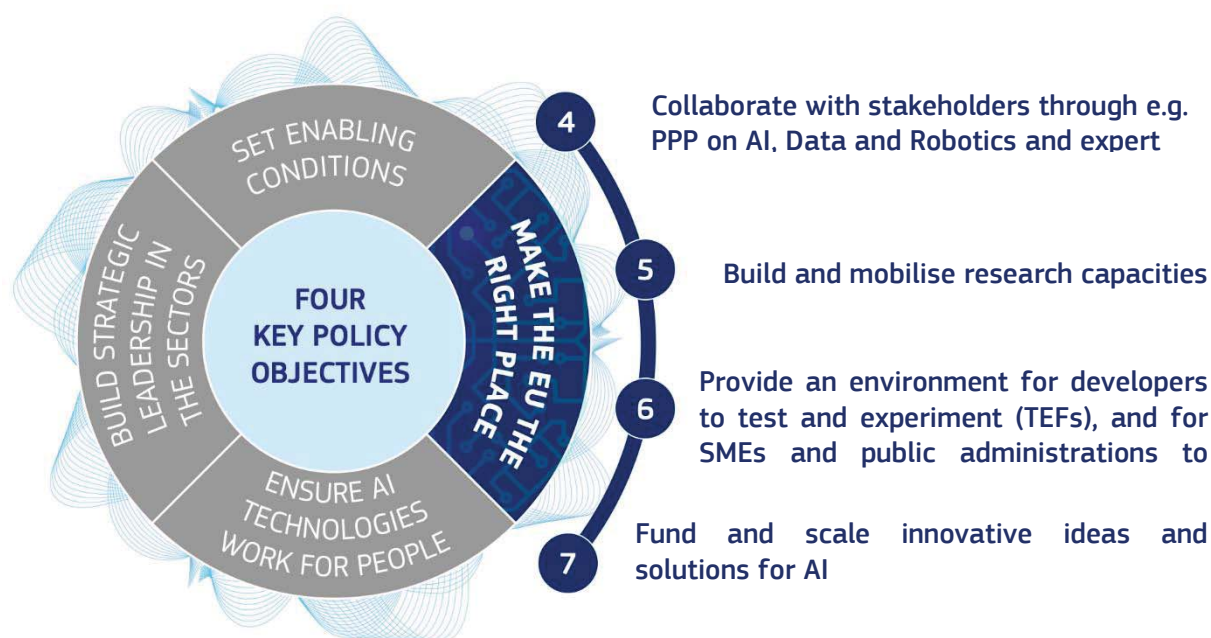 SET ENABLING
CONDITIONS
BUILD STRATEGIC
LEADERSHIP IN
THE SECTORS
FOUR
KEY POLICY
OBJECTIVES
MAKE THE EU THE
RIGHT PLACE
ENSURE AI
TECHNOLOGIES
WORK FOR PEOPLE
4
Collaborate with stakeholders through e.g.
PPP on AI, Data and Robotics and expert
5
Build and mobilise research capacities
6
Provide an environment for developers
to test and experiment (TEFs), and for
SMEs and public administrations to
7
Fund and scale innovative ideas and
solutions for AI